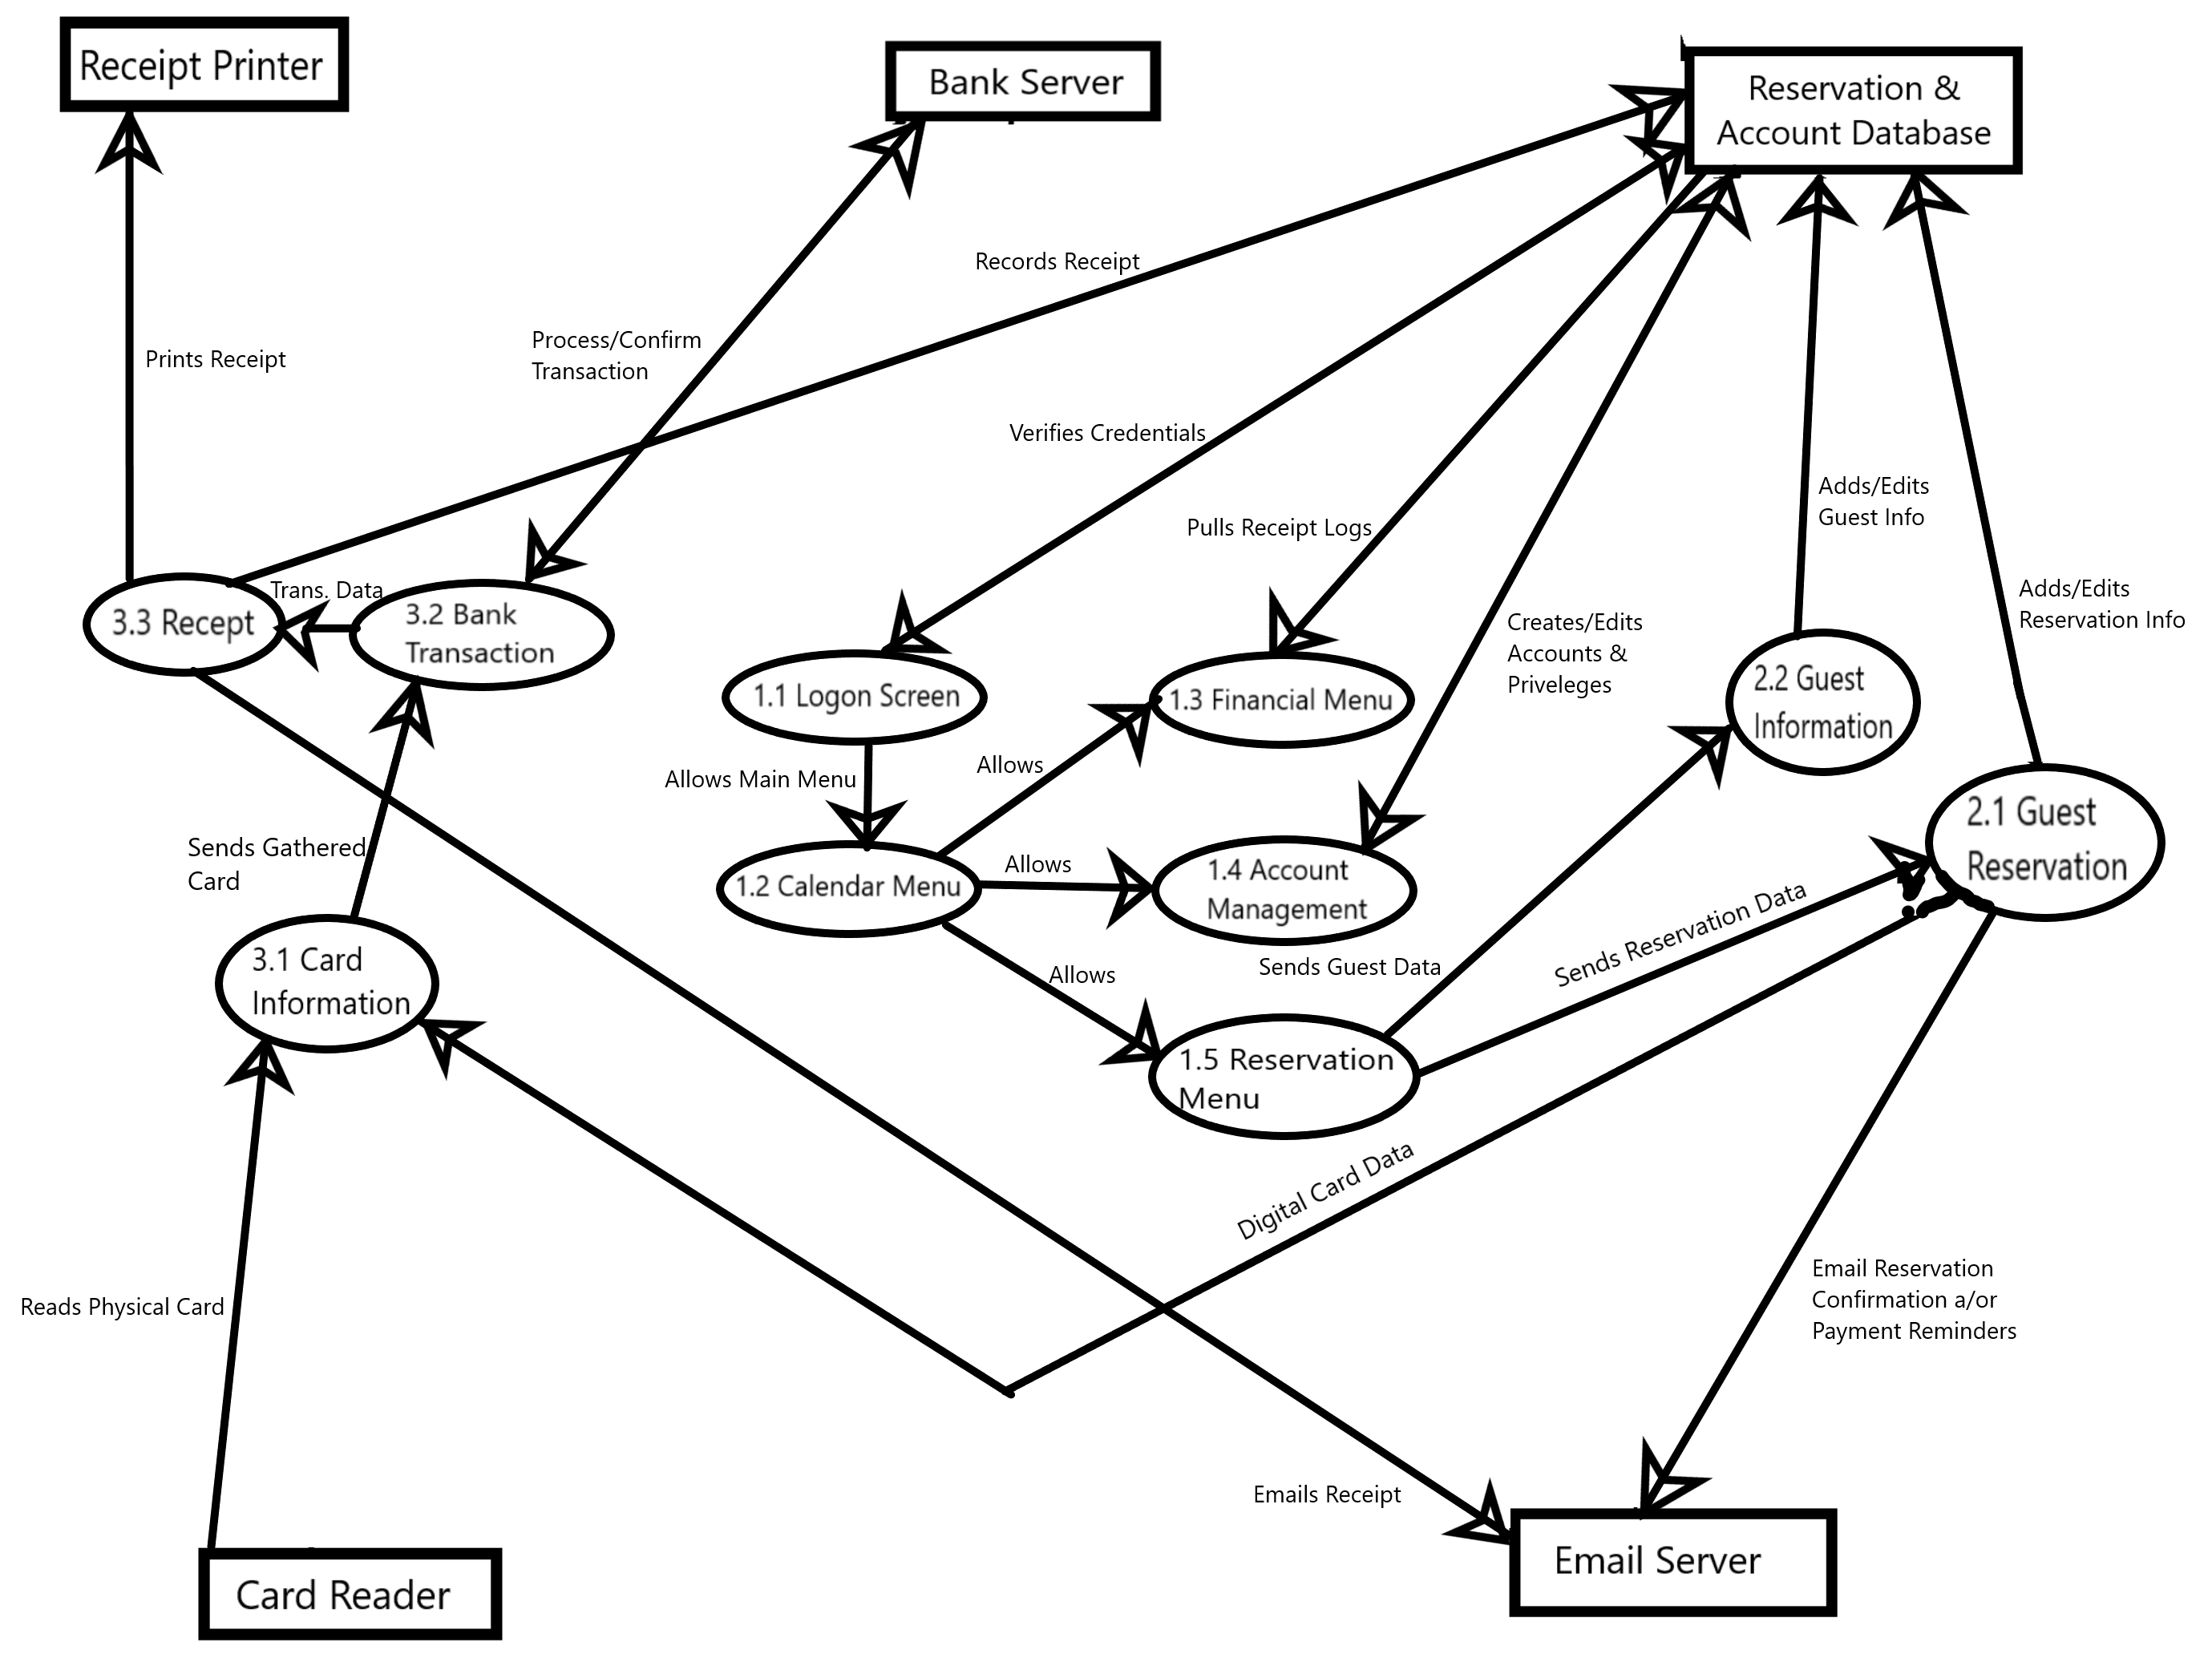 Receipt Printer
Bank Server
Reservation &
Account Database
Records Receipt
Process/Confirm
Transaction
Prints Receipt
Verifies Credentials
Pulls Receipt Logs
Adds/Edits
Guest Info
Adds/Edits
Reservation Info
Trans. Data
3.3 Recept
3.2 Bank
Transaction
Creates/Edits
Accounts &
Priveleges
1.1 Logon Screen
1.3 Financial Menu
2.2 Guest
Information
Allows Main Menu
Allows
2.1 Guest
Reservation
Sends Gathered
Card
1.2 Calendar Menu
Allows
1.4 Account
Management
Sends Reservation Data
3.1 Card
Information
Allows
Sends Guest Data
1.5 Reservation
Menu
Digital Card Data
Reads Physical Card
Email Reservation
Confirmation a/or
Payment Reminders
Emails Receipt
Card Reader
Email Server